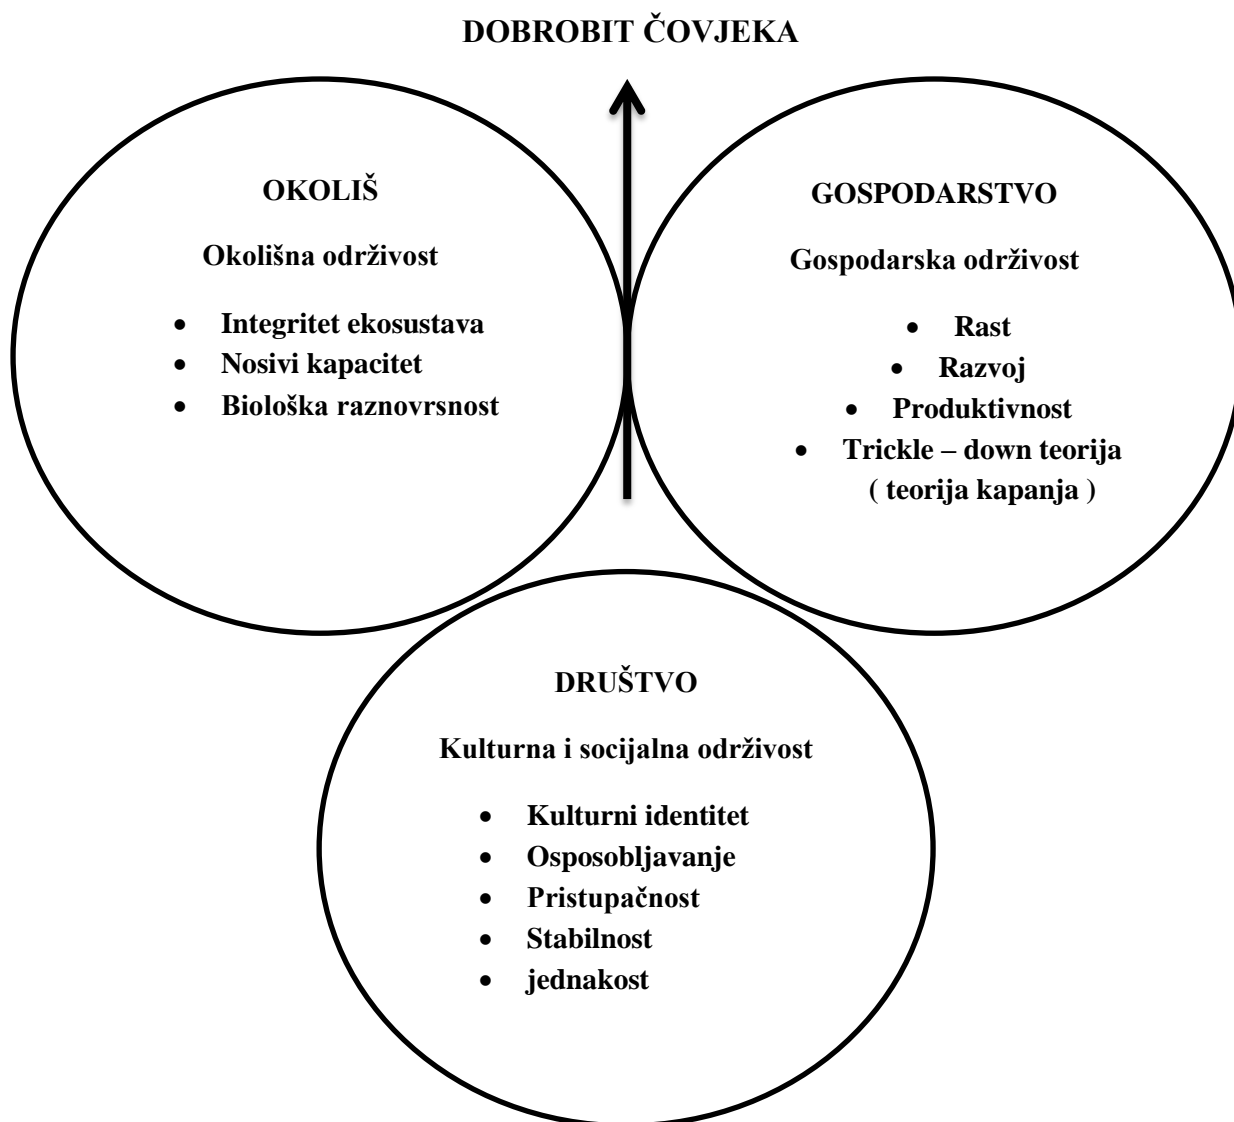 DOBROBIT ČOVJEKA
OKOLIŠ
Okolišna održivost
• Integritet ekosustava
• Nosivi kapacitet
• Biološka raznovrsnost
GOSPODARSTVO
Gospodarska održivost
• Rast
• Razvoj
• Produktivnost
• Trickle – down teorija
( teorija kapanja )
DRUŠTVO
Kulturna i socijalna održivost
• Kulturni identitet
• Osposobljavanje
• Pristupačnost
• Stabilnost
• jednakost